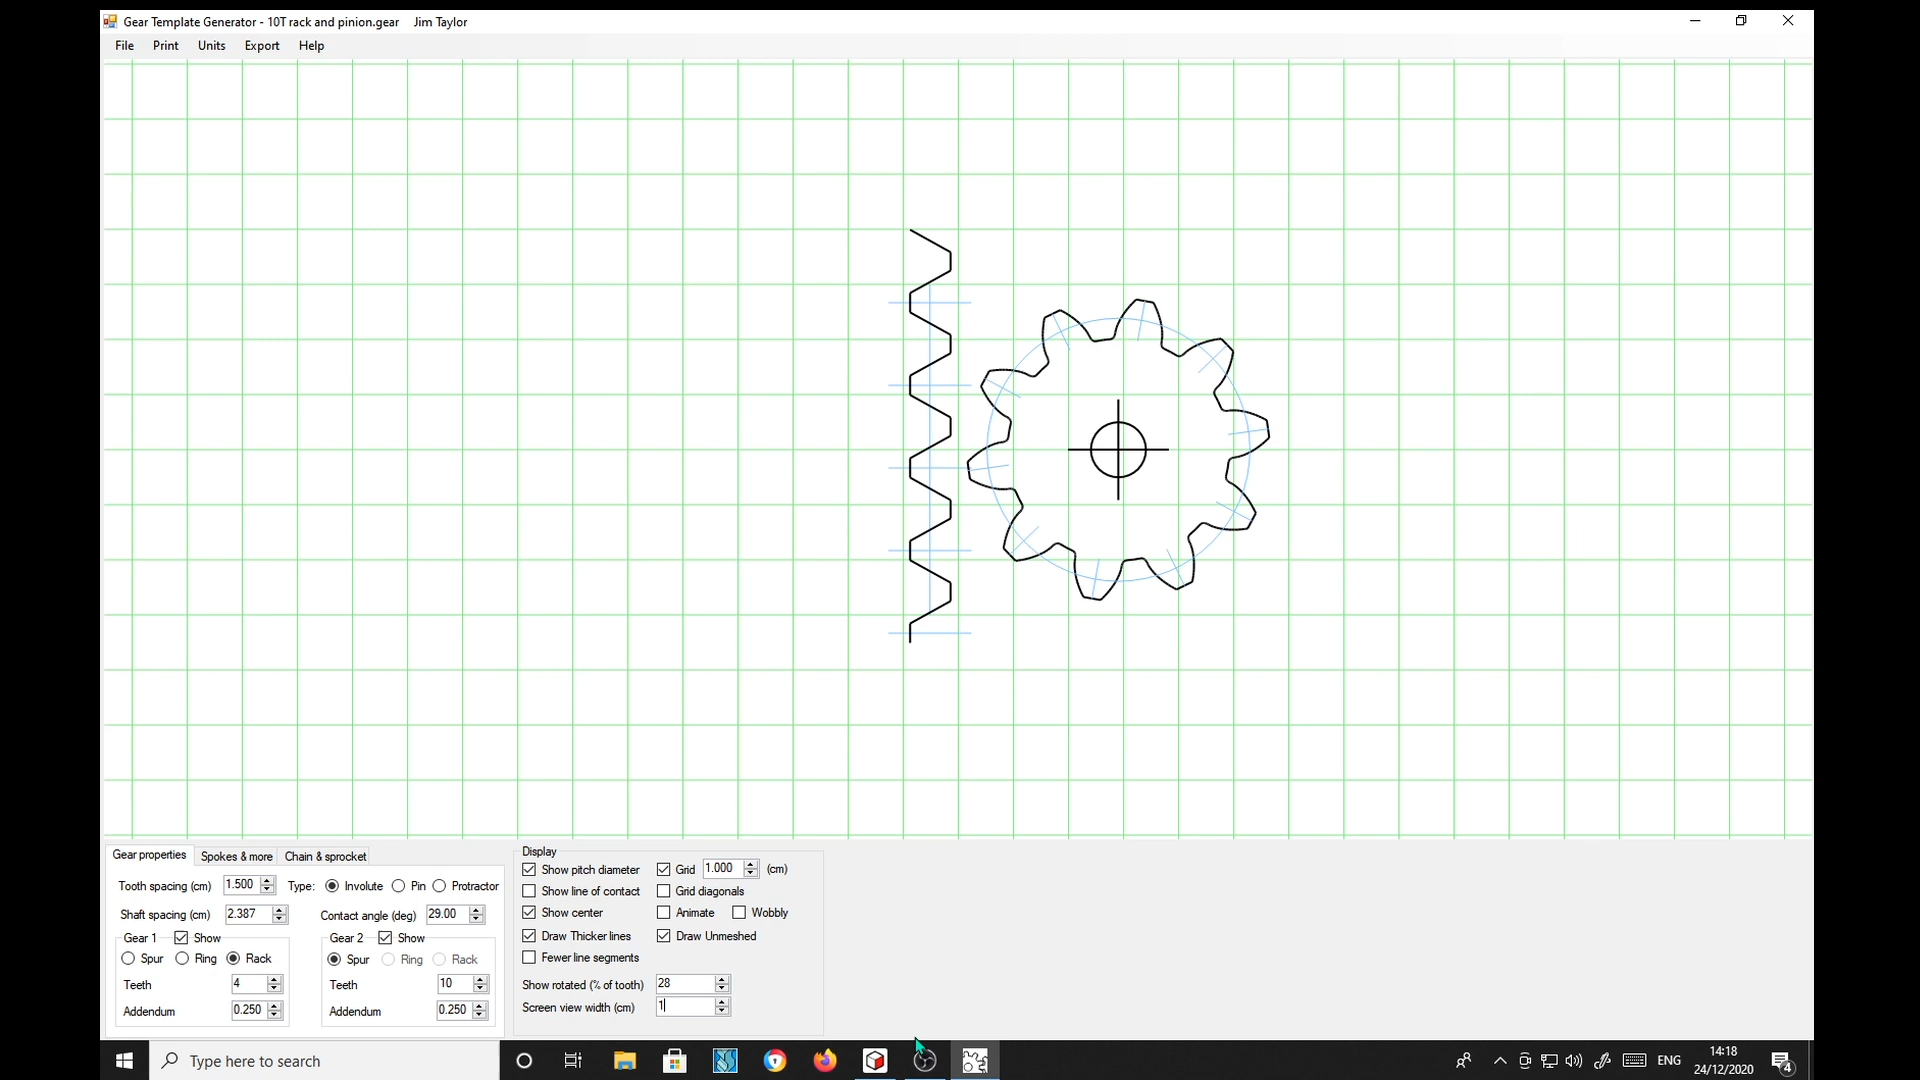 Gear Template Generator - 10T rack and pinion.gear Jim Taylor
File Print Units Export Help
Gear properties Spokes & more Chain & sprocket
Tooth spacing (cm) 1.500 Type: Involute Pin Protractor
Shaft spacing (cm) 2.387 Contact angle (deg) 29.00
Gear 1 Show Gear 2 Show
Spur Ring Rack Spur Ring Rack
Teeth 4 Teeth 10
Addendum 0.250 Addendum 0.250
Display
Show pitch diameter Grid 1.000 (cm)
Show line of contact Grid diagonals
Show center Animate Wobbly
Draw Thicker lines Draw Unmeshed
Fewer line segments
Show rotated (% of tooth) 28
Screen view width (cm) 1
Type here to search ENG 14:18
24/12/2020 4